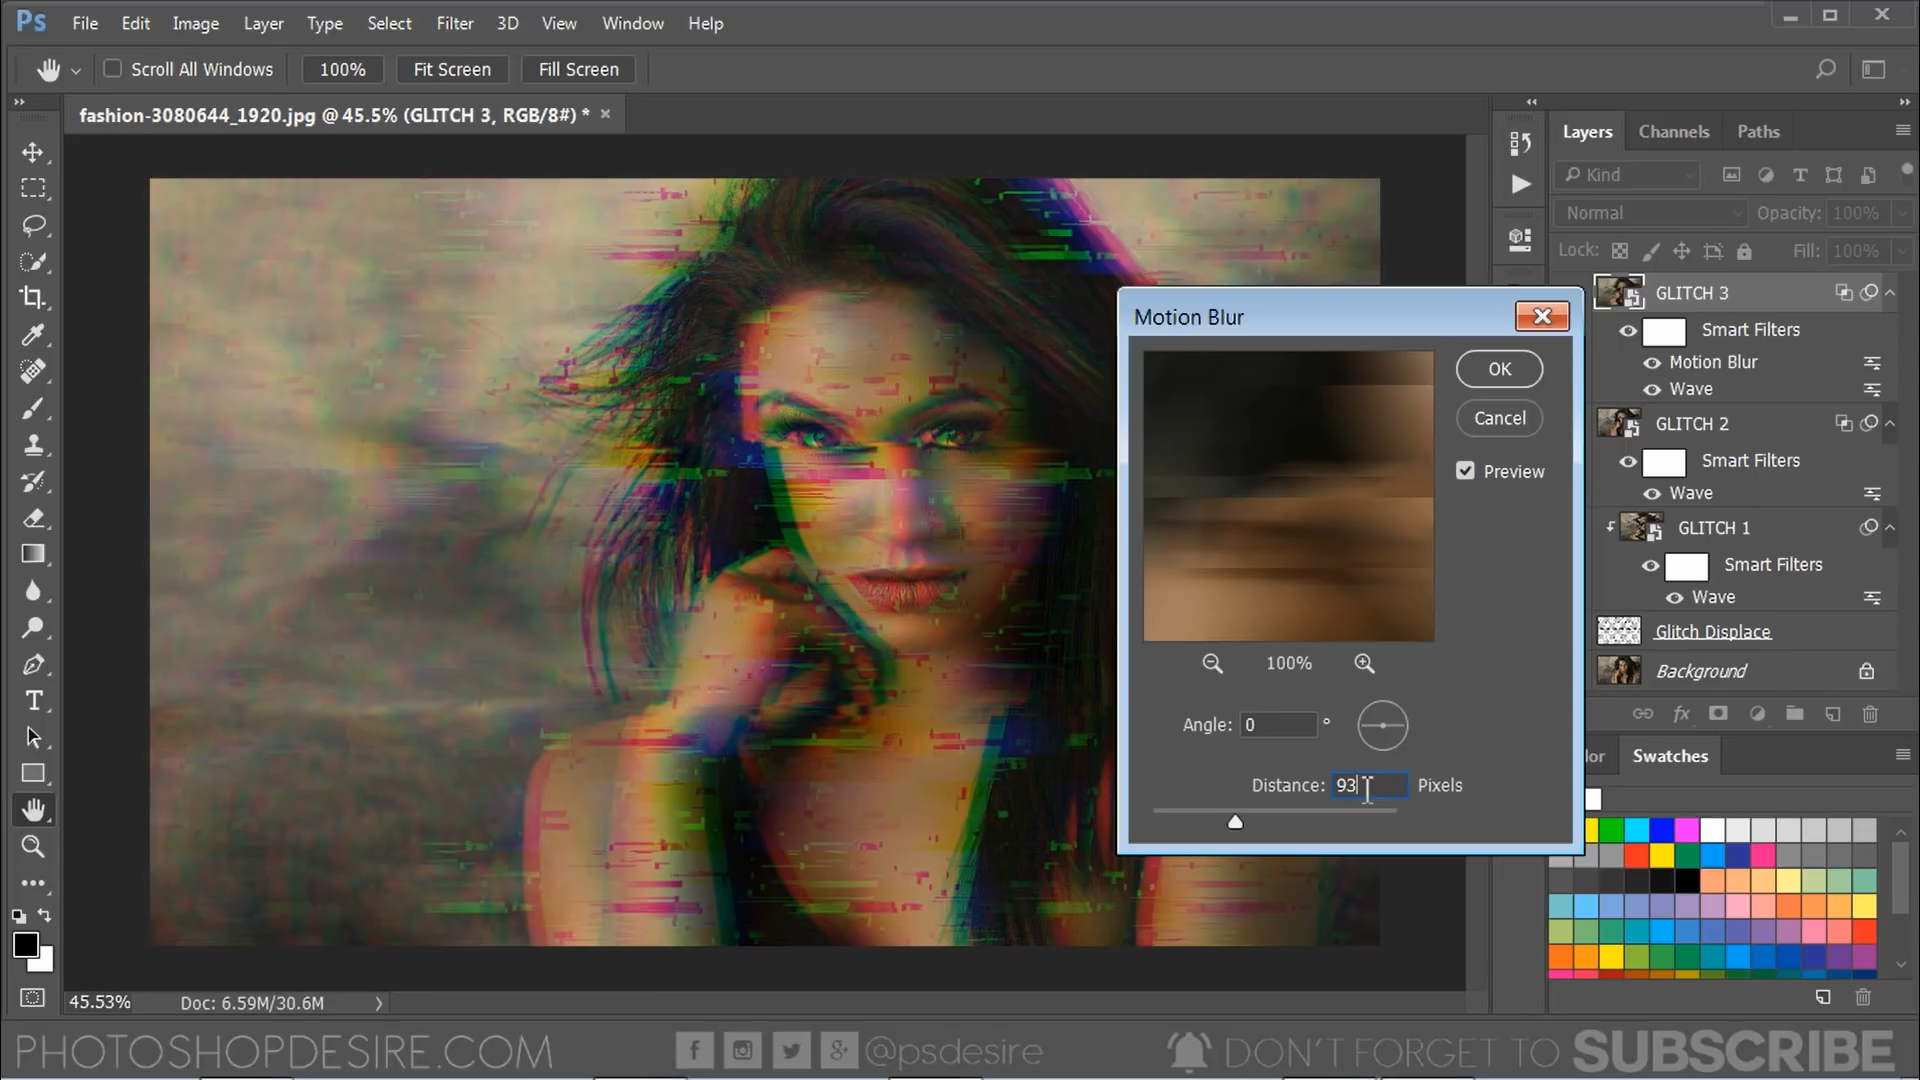 Ps File Edit Image Layer Type Select Filter 3D View Window Help
Scroll All Windows 100% Fit Screen Fill Screen
fashion-3080644_1920.jpg @ 45.5% (GLITCH 3, RGB/8#) * ×
Layers Channels Paths
Kind
Normal Opacity: 100%
Lock: Fill: 100%
GLITCH 3
Smart Filters
Motion Blur
Wave
GLITCH 2
Smart Filters
Wave
GLITCH 1
Smart Filters
Wave
Glitch Displace
Background
fx
Swatches
Motion Blur
OK
Cancel
Preview
100%
Angle: 0 °
Distance: 93 Pixels
45.53% Doc: 6.59M/30.6M
PHOTOSHOPDESIRE.COM @psdesire DON'T FORGET TO SUBSCRIBE